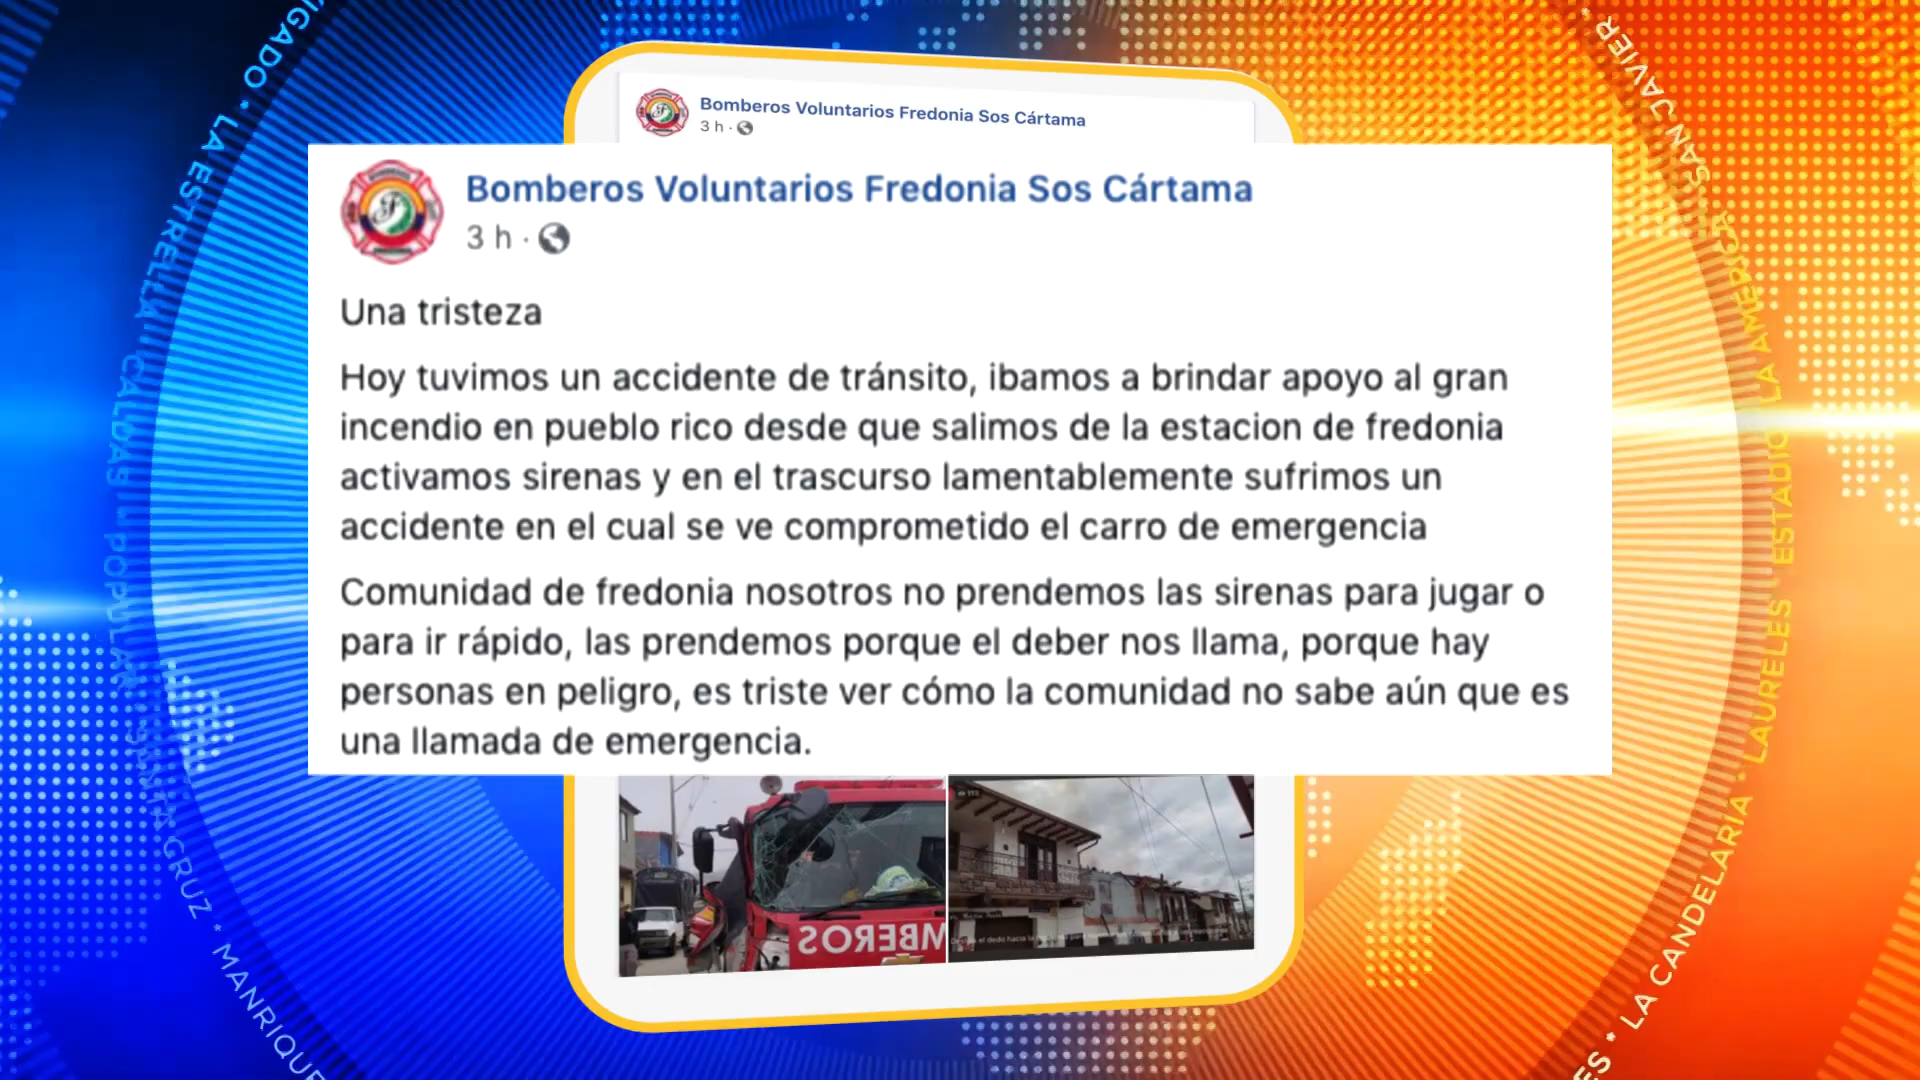 Bomberos Voluntarios Fredonia Sos Cártama
3 h ·
Bomberos Voluntarios Fredonia Sos Cártama
3 h ·
Una tristeza
Hoy tuvimos un accidente de tránsito, ibamos a brindar apoyo al gran
incendio en pueblo rico desde que salimos de la estacion de fredonia
activamos sirenas y en el trascurso lamentablemente sufrimos un
accidente en el cual se ve comprometido el carro de emergencia
Comunidad de fredonia nosotros no prendemos las sirenas para jugar o
para ir rápido, las prendemos porque el deber nos llama, porque hay
personas en peligro, es triste ver cómo la comunidad no sabe aún que es
una llamada de emergencia.
MBEROS
IGADO * LA ESTRELLA
CALDAS
POPULAR * SANTA CRUZ * MANRIQUE
* SAN JAVIER
LA AMÉRICA
ESTADIO
LAURELES
* LA CANDELARIA *
ES